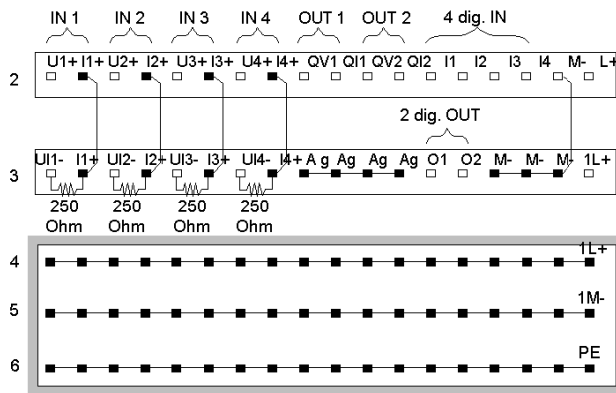 IN 1 IN 2 IN 3 IN 4 OUT 1 OUT 2 4 dig. IN
U1+ I1+ U2+ I2+ U3+ I3+ U4+ I4+ QV1 QI1 QV2 QI2 I1 I2 I3 I4 M- L+
2
2 dig. OUT
UI1- I1+ UI2- I2+ UI3- I3+ UI4- I4+ A g Ag Ag Ag O1 O2 M- M- M- 1L+
3
250 250 250 250
Ohm Ohm Ohm Ohm
1L+
4
1M-
5
PE
6